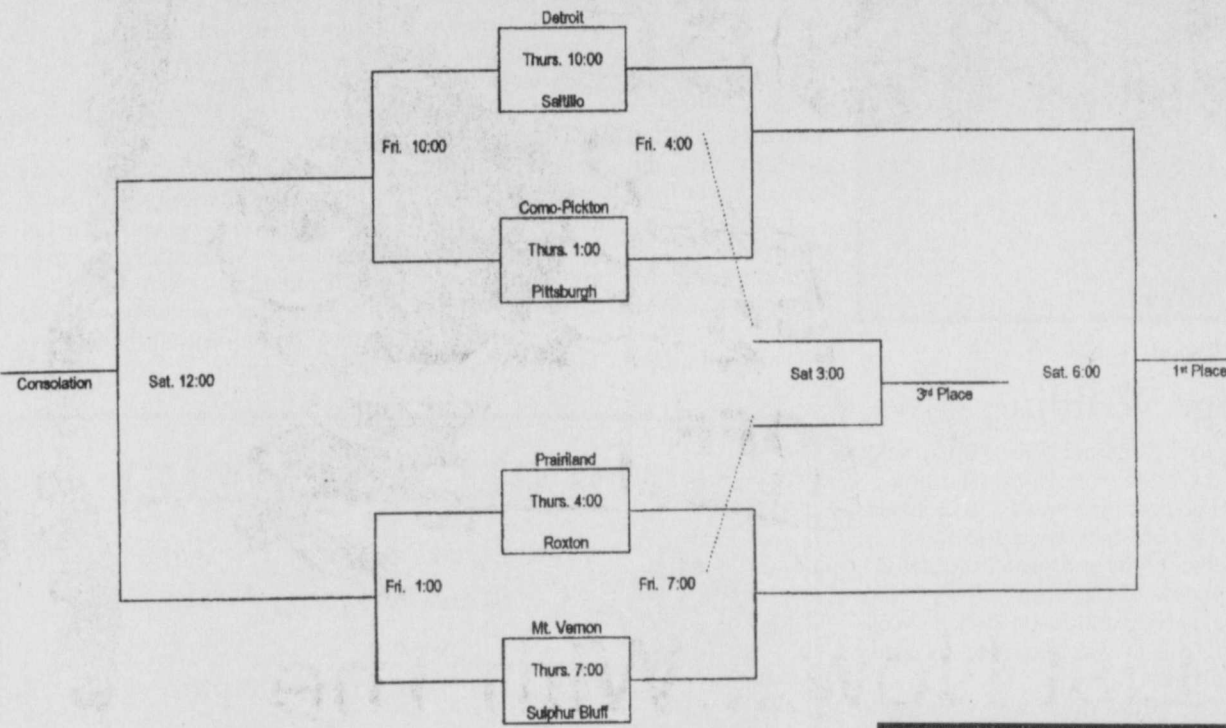 Detroit
Thurs. 10:00
Saltillo
Fri. 10:00
Fri. 4:00
Como-Pickton
Thurs. 1:00
Pittsburgh
Consolation
Sat. 12:00
Sat 3:00
3rd Place
Sat. 6:00
1st Place
Prairiland
Thurs. 4:00
Roxton
Fri. 1:00
Fri. 7:00
Mt. Vernon
Thurs. 7:00
Sulphur Bluff